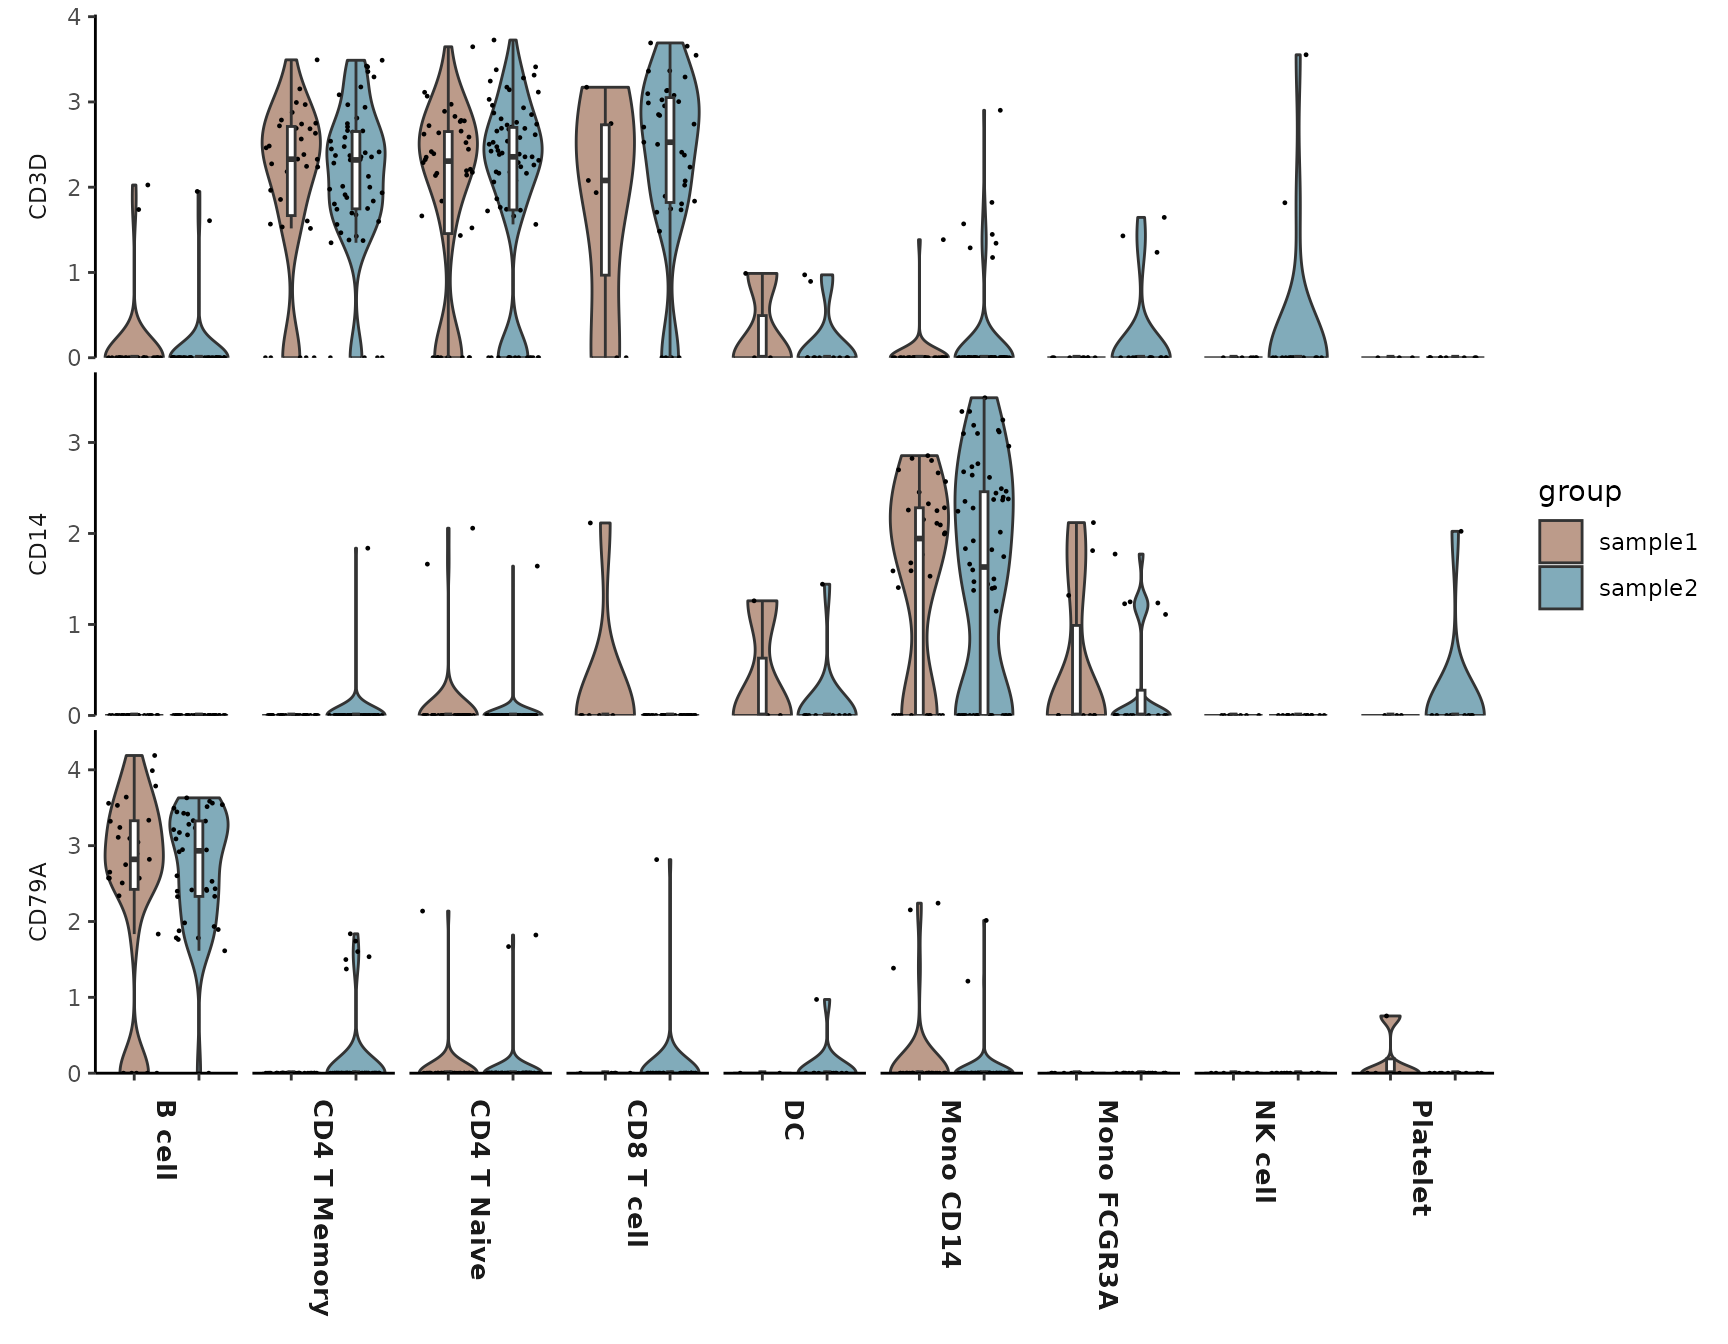 CD3D
4
3
2
1
0
CD14
3
2
1
0
CD79A
4
3
2
1
0
B cell
CD4 T Memory
CD4 T Naive
CD8 T cell
DC
Mono CD14
Mono FCGR3A
NK cell
Platelet
group
sample1
sample2